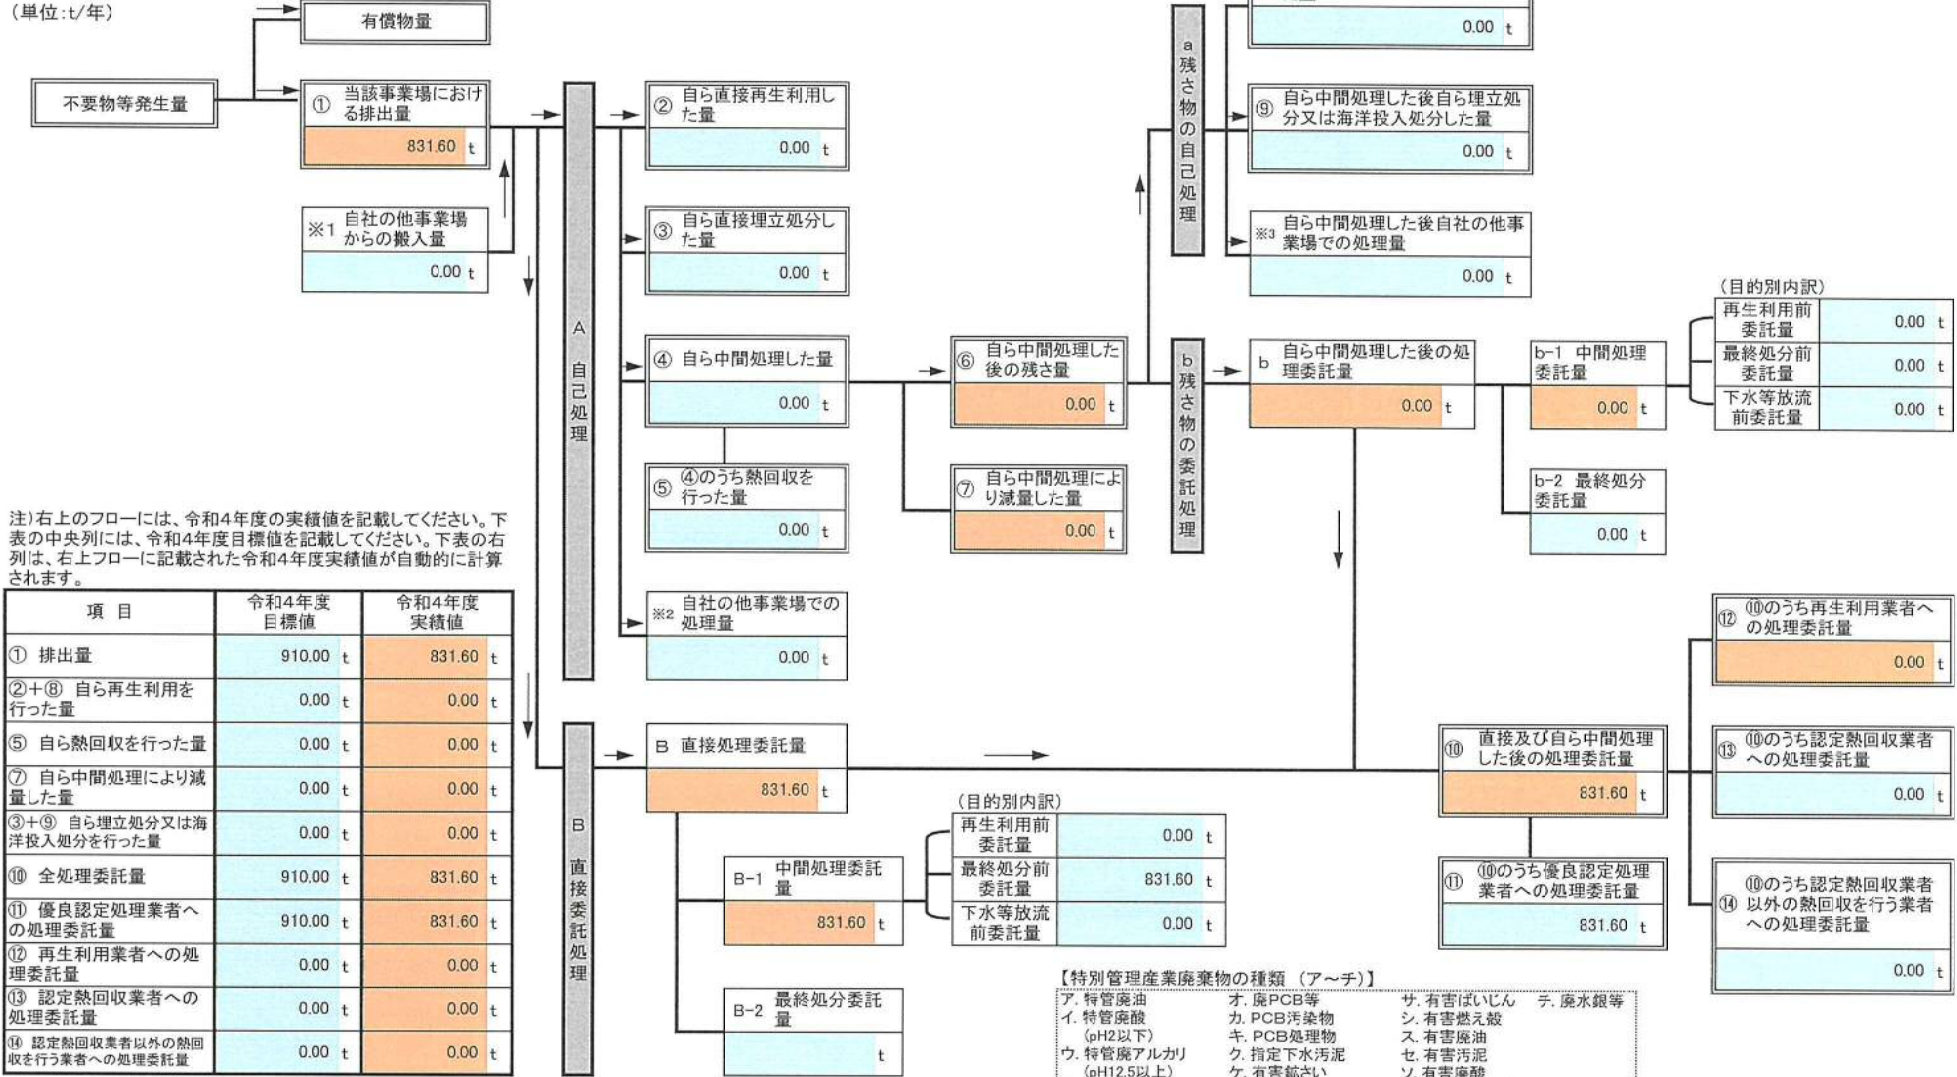 (単位:t/年)
有償物量
不要物等発生量
① 当該事業場におけ
る排出量
831.60 t
※1 自社の他事業場
からの搬入量
0.00 t
A 自己処理
② 自ら直接再生利用し
た量
0.00 t
③ 自ら直接埋立処分し
た量
0.00 t
④ 自ら中間処理した量
0.00 t
⑤ ④のうち熱回収を
行った量
0.00 t
※2 自社の他事業場での
処理量
0.00 t
⑥ 自ら中間処理した
後の残さ量
0.00 t
⑦ 自ら中間処理によ
り減量した量
0.00 t
a 残さ物の自己処理
0.00 t
⑨ 自ら中間処理した後自ら埋立処
分又は海洋投入処分した量
0.00 t
※3 自ら中間処理した後自社の他事
業場での処理量
0.00 t
b 残さ物の委託処理
b 自ら中間処理した後の処
理委託量
0.00 t
b-1 中間処理
委託量
0.00 t
(目的別内訳)
再生利用前
委託量
0.00 t
最終処分前
委託量
0.00 t
下水等放流
前委託量
0.00 t
b-2 最終処分
委託量
0.00 t
注)右上のフローには、令和4年度の実績値を記載してください。下
表の中央列には、令和4年度目標値を記載してください。下表の右
列は、右上フローに記載された令和4年度実績値が自動的に計算
されます。
項 目 令和4年度
目標値 令和4年度
実績値
① 排出量 910.00 t 831.60 t
②+⑧ 自ら再生利用を
行った量 0.00 t 0.00 t
⑤ 自ら熱回収を行った量 0.00 t 0.00 t
⑦ 自ら中間処理により減
量した量 0.00 t 0.00 t
③+⑨ 自ら埋立処分又は海
洋投入処分を行った量 0.00 t 0.00 t
⑩ 全処理委託量 910.00 t 831.60 t
⑪ 優良認定処理業者へ
の処理委託量 910.00 t 831.60 t
⑫ 再生利用業者への処
理委託量 0.00 t 0.00 t
⑬ 認定熱回収業者への
処理委託量 0.00 t 0.00 t
⑭ 認定熱回収業者以外の熱回
収を行う業者への処理委託量 0.00 t 0.00 t
B 直接委託処理
B 直接処理委託量
831.60 t
B-1 中間処理委託
量
831.60 t
(目的別内訳)
再生利用前
委託量
0.00 t
最終処分前
委託量
831.60 t
下水等放流
前委託量
0.00 t
B-2 最終処分委託
量
t
⑩ 直接及び自ら中間処理
した後の処理委託量
831.60 t
⑪ ⑩のうち優良認定処理
業者への処理委託量
831.60 t
⑫ ⑩のうち再生利用業者へ
の処理委託量
0.00 t
⑬ ⑩のうち認定熱回収業者
への処理委託量
0.00 t
⑭ ⑩のうち認定熱回収業者
以外の熱回収を行う業者
への処理委託量
0.00 t
【特別管理産業廃棄物の種類 (ア～チ)】
ア. 特管廃油 オ. 廃PCB等 サ. 有害ばいじん チ. 廃水銀等
イ. 特管廃酸 カ. PCB汚染物 シ. 有害燃え殻
(pH2以下) キ. PCB処理物 ス. 有害廃油
ウ. 特管廃アルカリ ク. 指定下水汚泥 セ. 有害汚泥
(pH12.5以上) ケ. 有害鉱さい ソ. 有害廃酸